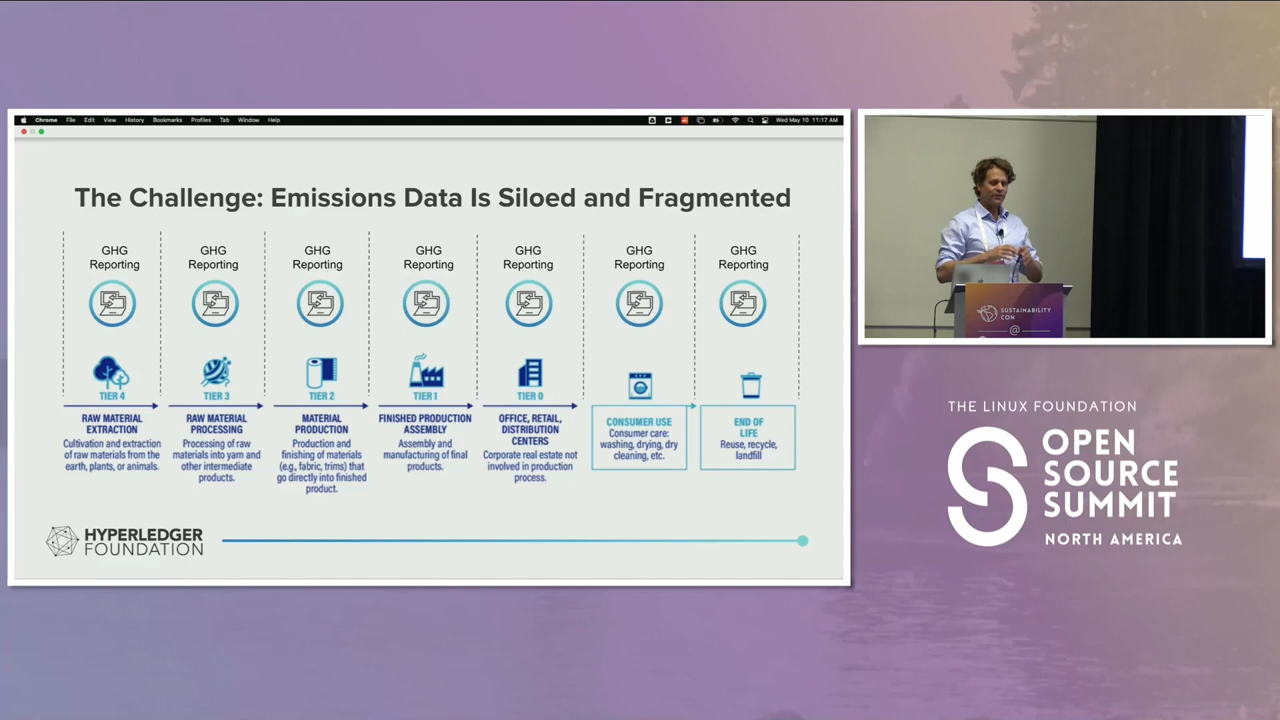 Chrome File Edit View History Bookmarks Profiles Tab Window Help
Wed May 10 11:17 AM
The Challenge: Emissions Data Is Siloed and Fragmented
GHG
Reporting
GHG
Reporting
GHG
Reporting
GHG
Reporting
GHG
Reporting
GHG
Reporting
GHG
Reporting
TIER 4
RAW MATERIAL
EXTRACTION
Cultivation and extraction
of raw materials from the
earth, plants, or animals.
TIER 3
RAW MATERIAL
PROCESSING
Processing of raw
materials into yarn and
other intermediate
products.
TIER 2
MATERIAL
PRODUCTION
Production and
finishing of materials
(e.g., fabric, trims) that
go directly into finished
product.
TIER 1
FINISHED PRODUCTION
ASSEMBLY
Assembly and
manufacturing of final
products.
TIER 0
OFFICE, RETAIL,
DISTRIBUTION
CENTERS
Corporate real estate not
involved in production
process.
CONSUMER USE
Consumer care:
washing, drying, dry
cleaning, etc.
END OF
LIFE
Reuse, recycle,
landfill
HYPERLEDGER
FOUNDATION
SUSTAINABILITY
CON
@
THE LINUX FOUNDATION
OPEN
SOURCE
SUMMIT
NORTH AMERICA